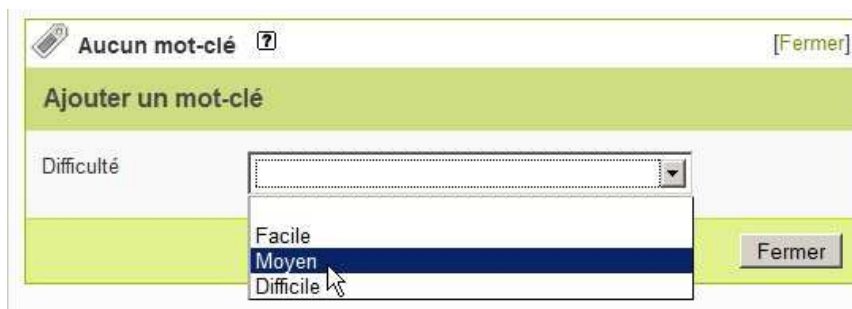 Aucun mot-clé ? [Fermer]
Ajouter un mot-clé
Difficulté
Facile
Moyen
Difficile
Fermer